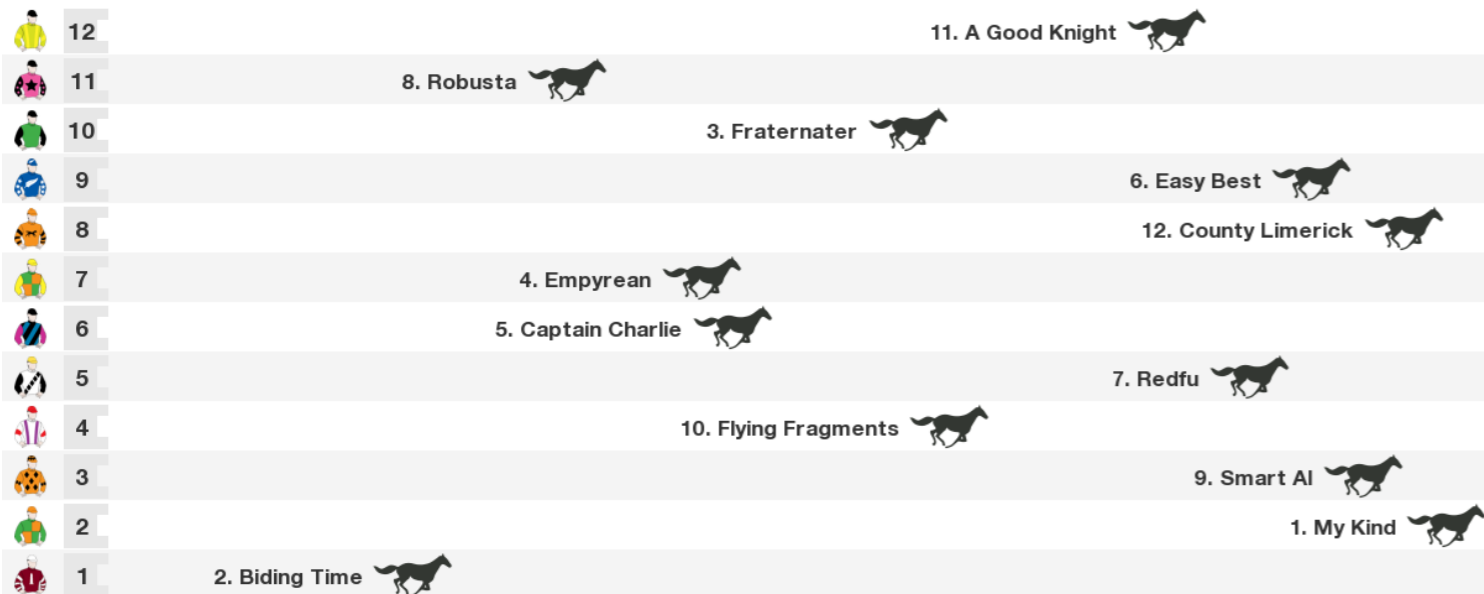 12 11. A Good Knight
11 8. Robusta
10 3. Fraternater
9 6. Easy Best
8 12. County Limerick
7 4. Empyrean
6 5. Captain Charlie
5 7. Redfu
4 10. Flying Fragments
3 9. Smart AI
2 1. My Kind
1 2. Biding Time